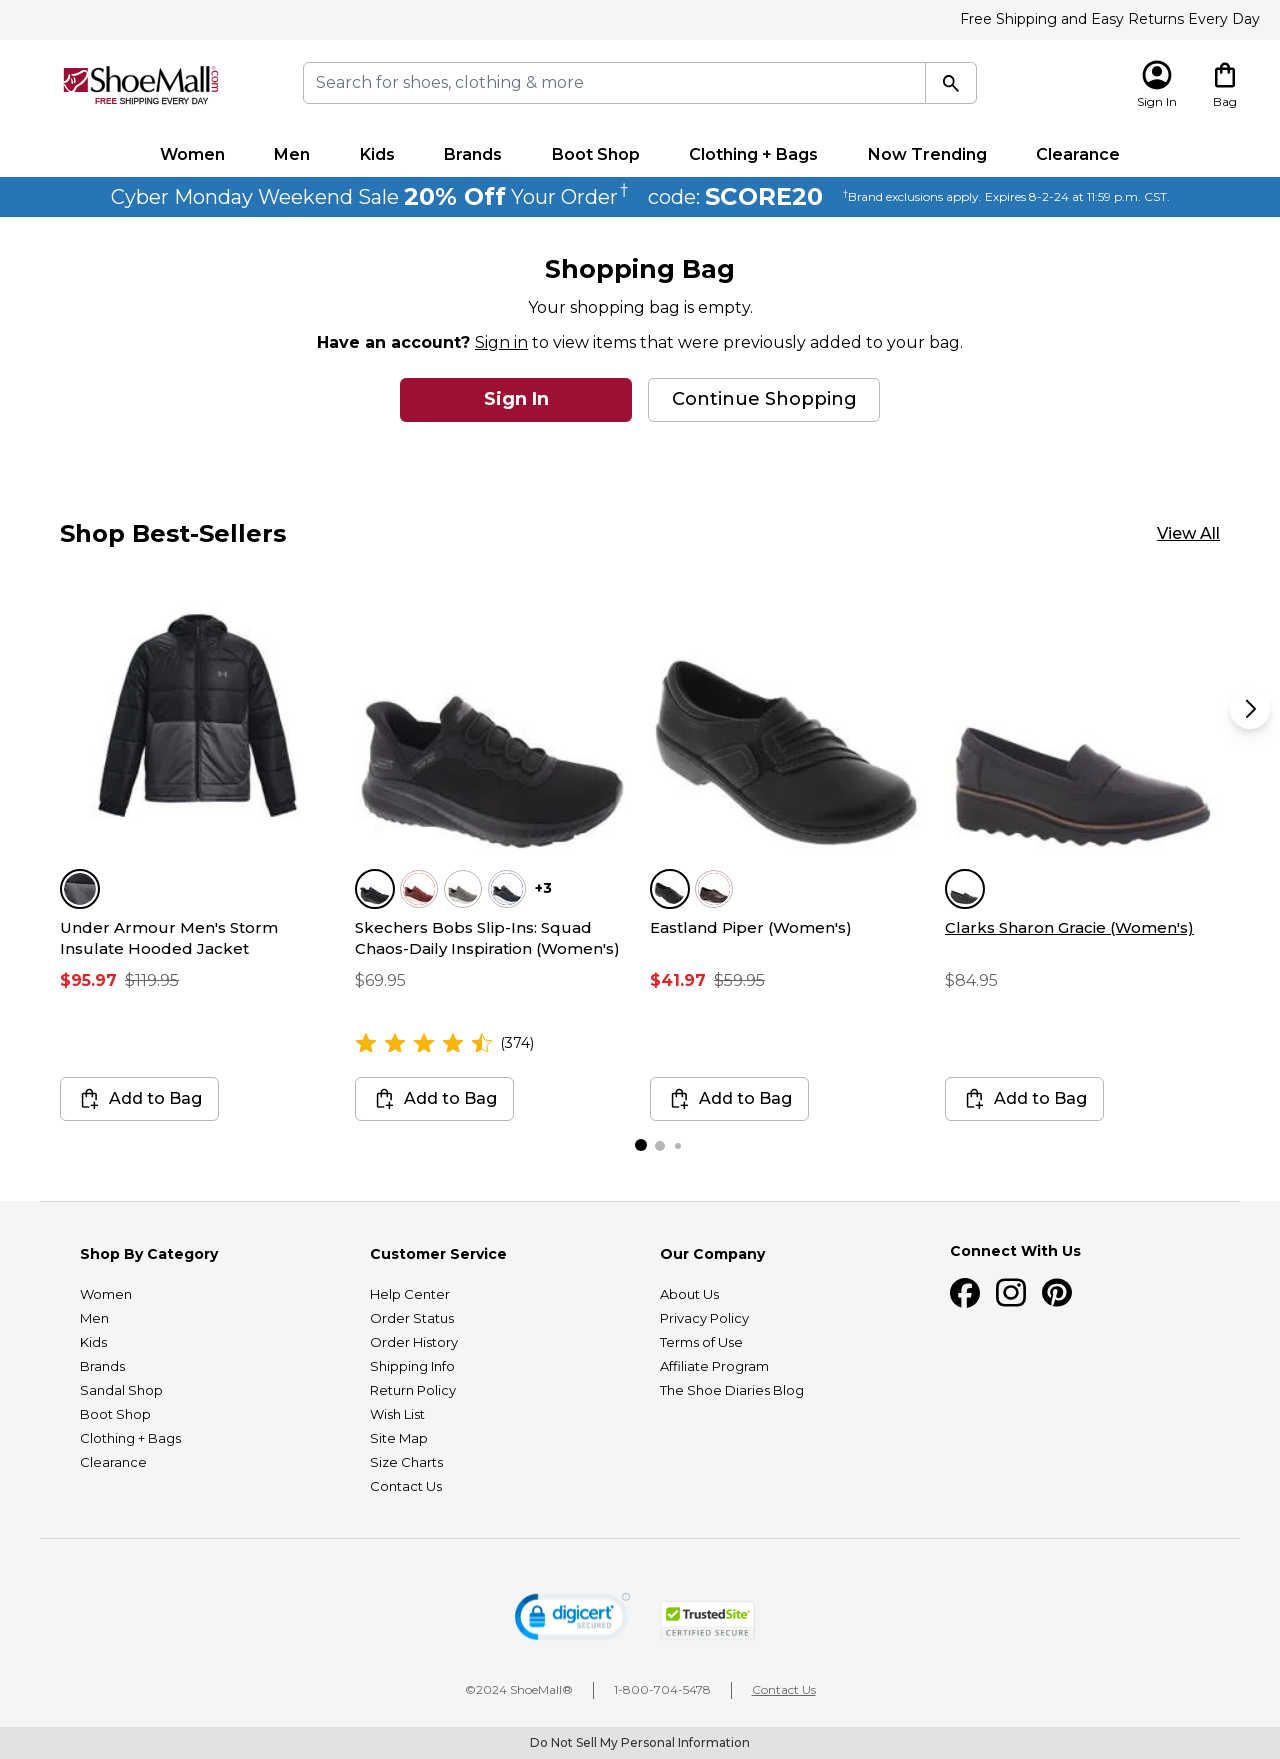 Free Shipping and Easy Returns Every Day
ShoeMall®.com
FREE SHIPPING EVERY DAY
Search for shoes, clothing & more
Sign In
Bag
Women
Men
Kids
Brands
Boot Shop
Clothing + Bags
Now Trending
Clearance
Cyber Monday Weekend Sale 20% Off Your Order† code: SCORE20 †Brand exclusions apply. Expires 8-2-24 at 11:59 p.m. CST.
Shopping Bag
Your shopping bag is empty.
Have an account? Sign in to view items that were previously added to your bag.
Sign In
Continue Shopping
Shop Best-Sellers
View All
Under Armour Men's Storm
Insulate Hooded Jacket
$95.97 $119.95
Add to Bag
+3
Skechers Bobs Slip-Ins: Squad
Chaos-Daily Inspiration (Women's)
$69.95
(374)
Add to Bag
Eastland Piper (Women's)
$41.97 $59.95
Add to Bag
Clarks Sharon Gracie (Women's)
$84.95
Add to Bag
Shop By Category
Women
Men
Kids
Brands
Sandal Shop
Boot Shop
Clothing + Bags
Clearance
Customer Service
Help Center
Order Status
Order History
Shipping Info
Return Policy
Wish List
Site Map
Size Charts
Contact Us
Our Company
About Us
Privacy Policy
Terms of Use
Affiliate Program
The Shoe Diaries Blog
Connect With Us
digicert
SECURED
TrustedSite
CERTIFIED SECURE
©2024 ShoeMall®
1-800-704-5478
Contact Us
Do Not Sell My Personal Information